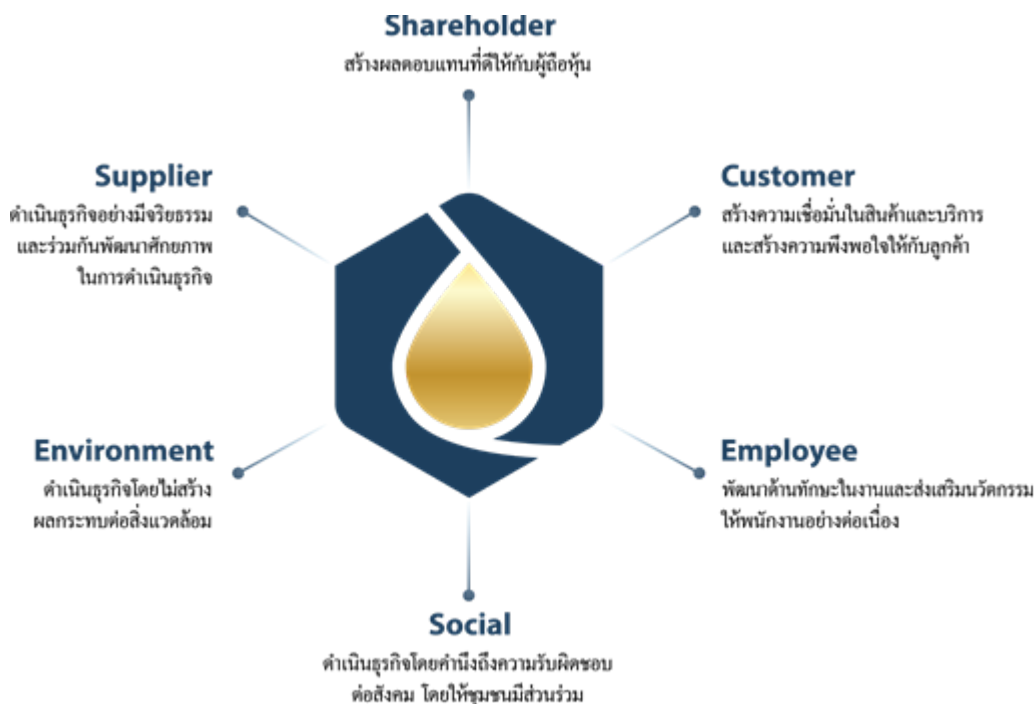 Shareholder
สร้างผลตอบแทนที่ดีให้กับผู้ถือหุ้น
Supplier
ดำเนินธุรกิจอย่างมีจริยธรรม
และร่วมกันพัฒนาศักยภาพ
ในการดำเนินธุรกิจ
Customer
สร้างความเชื่อมั่นในสินค้าและบริการ
และสร้างความพึงพอใจให้กับลูกค้า
Environment
ดำเนินธุรกิจโดยไม่สร้าง
ผลกระทบต่อสิ่งแวดล้อม
Employee
พัฒนาด้านทักษะในงานและส่งเสริมนวัตกรรม
ให้พนักงานอย่างต่อเนื่อง
Social
ดำเนินธุรกิจโดยคำนึงถึงความรับผิดชอบ
ต่อสังคม โดยให้ชุมชนมีส่วนร่วม